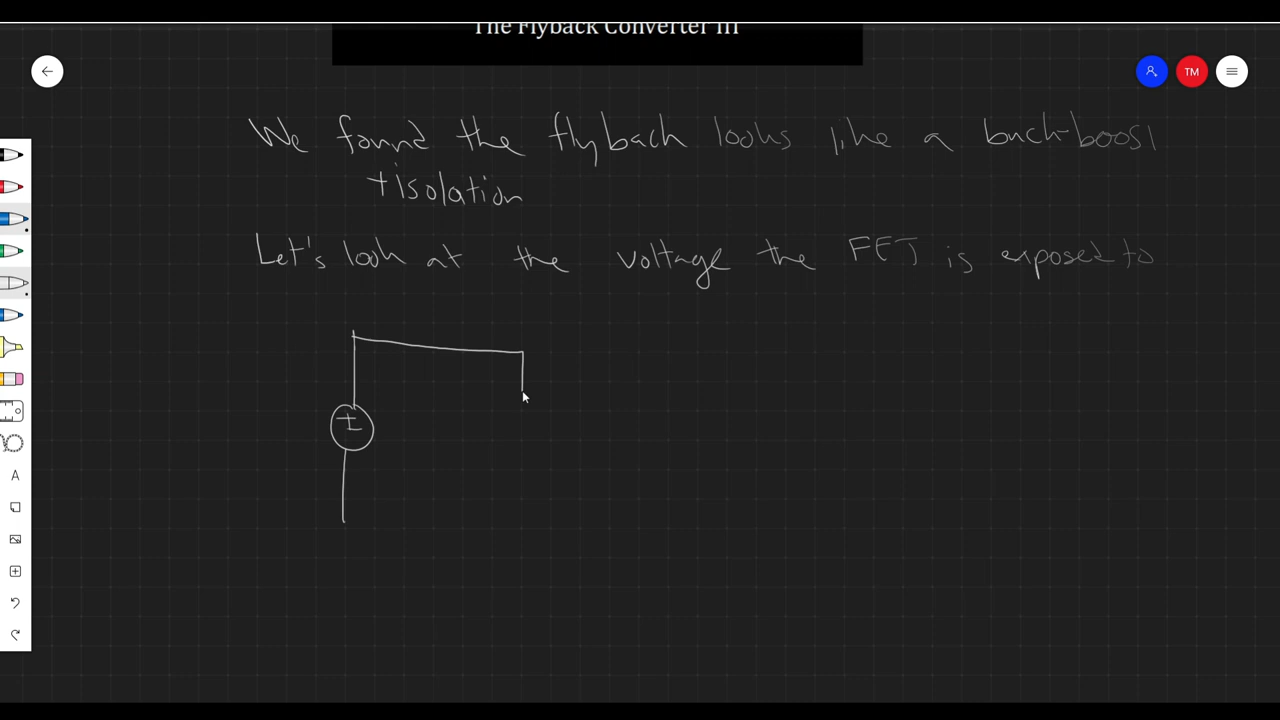 The Flyback Converter III
TM
We found the flyback looks like a buck-boost
+isolation
Let's look at the voltage the FET is exposed to
±
A